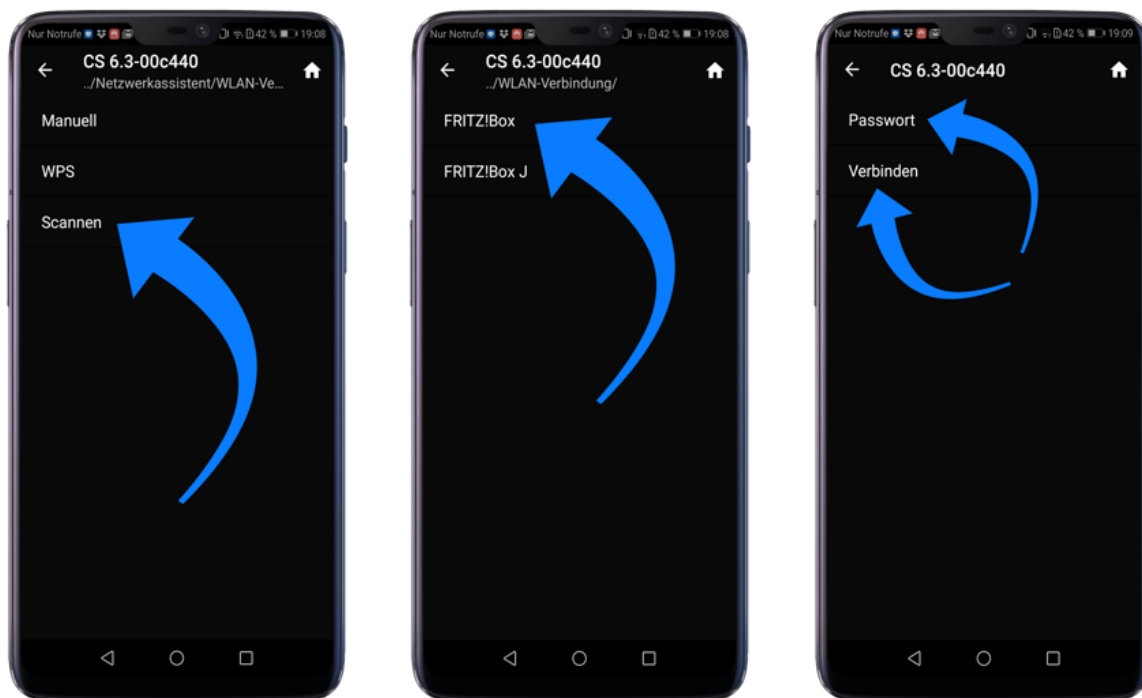 Nur Notrufe 42 % 19:08
CS 6.3-00c440
../Netzwerkassistent/WLAN-Ve...
Manuell
WPS
Scannen
Nur Notrufe 42 % 19:08
CS 6.3-00c440
../WLAN-Verbindung/
FRITZ!Box
FRITZ!Box J
Nur Notrufe 42 % 19:09
CS 6.3-00c440
Passwort
Verbinden